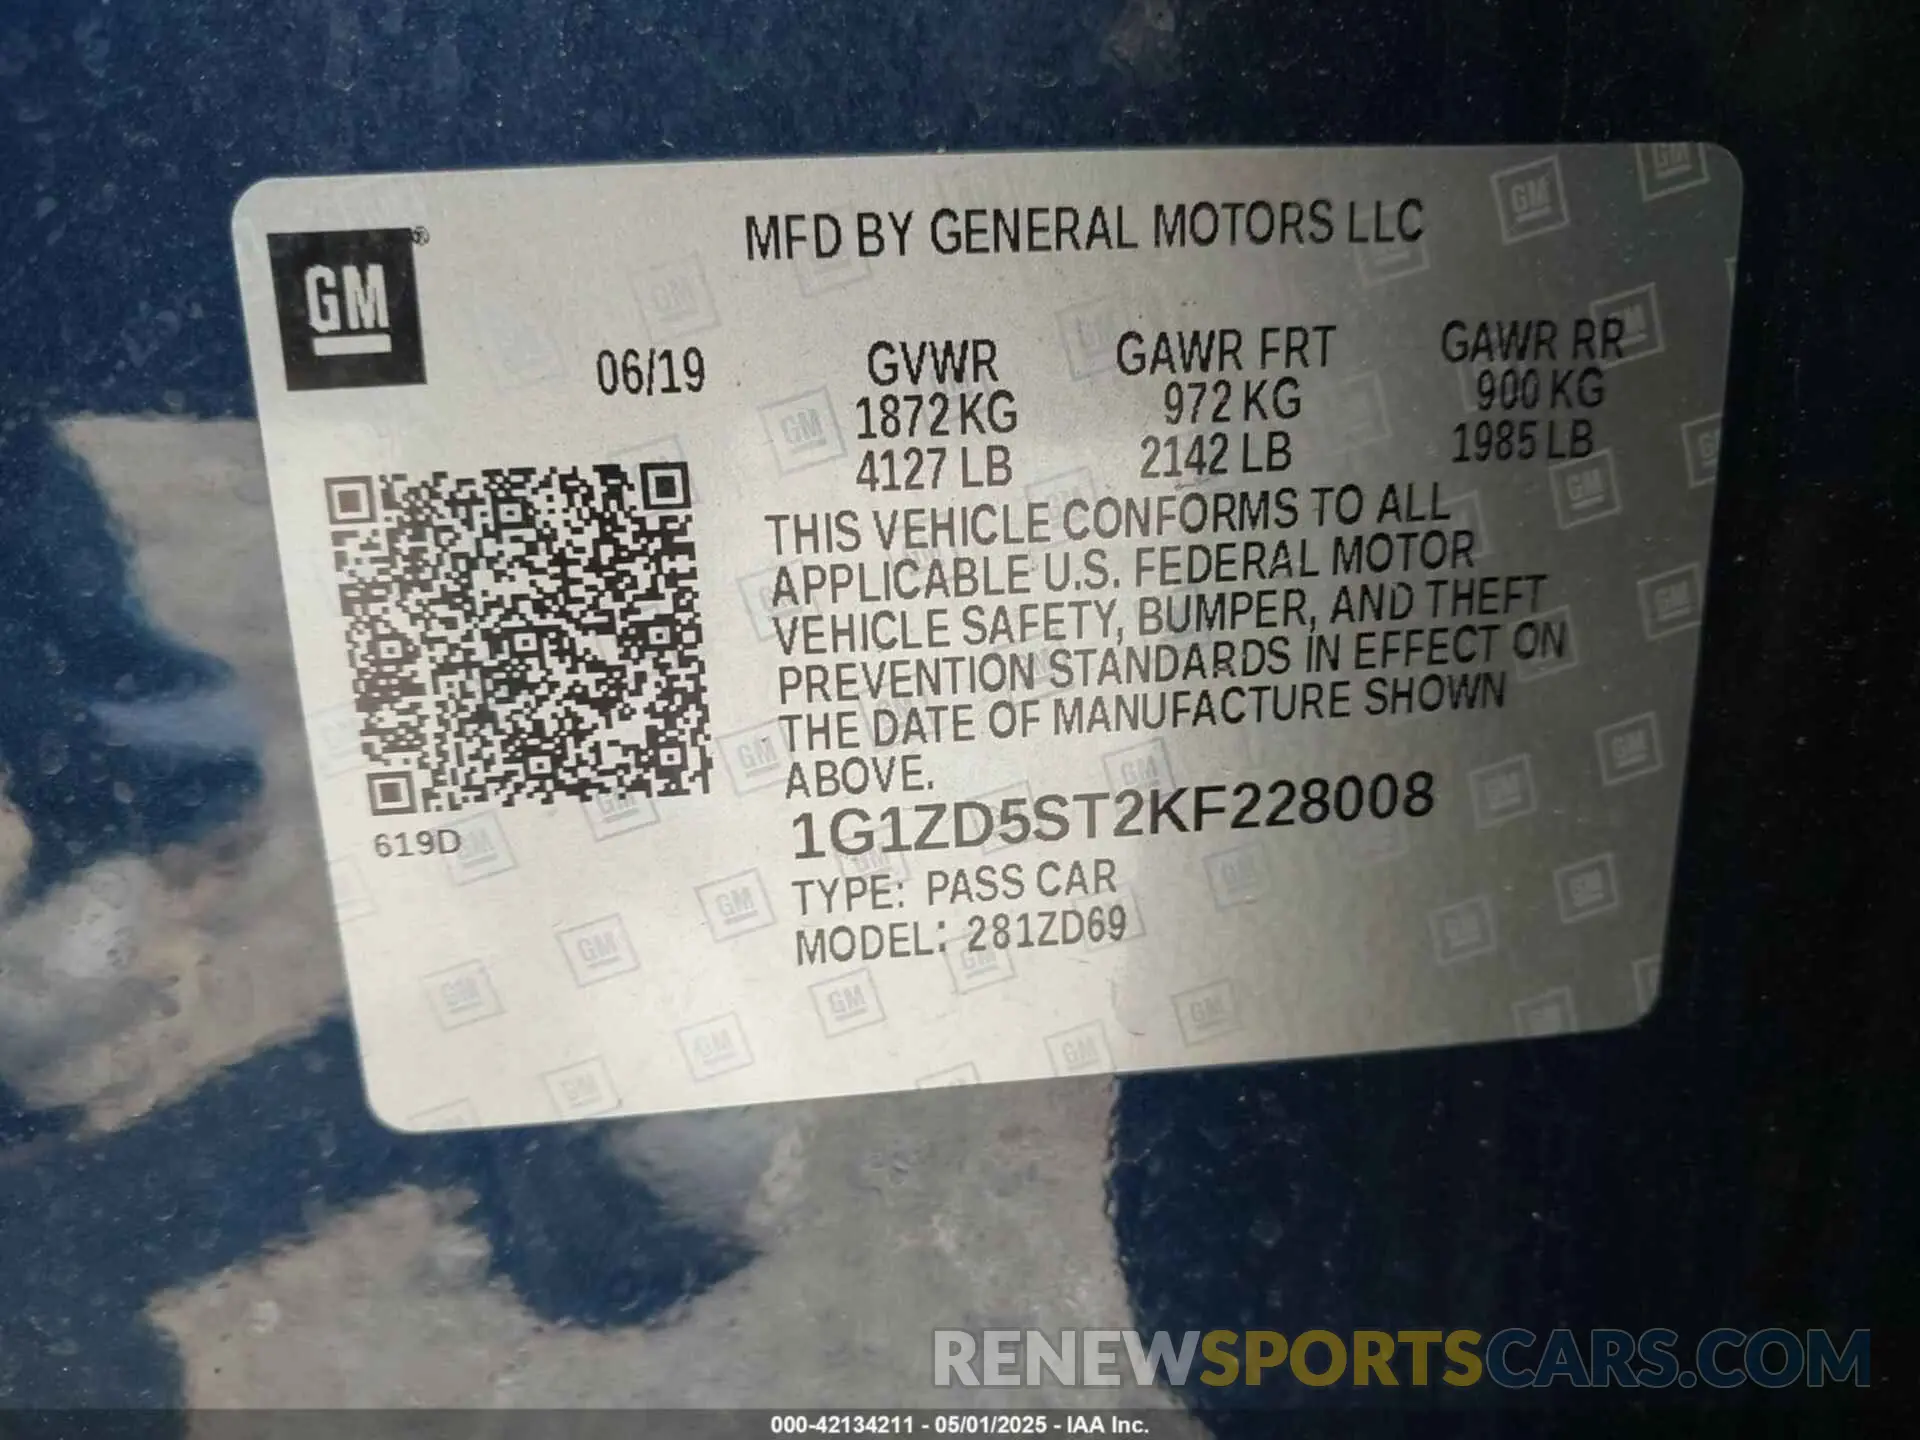 MFD BY GENERAL MOTORS LLC
GM®
06/19
GVWR GAWR FRT GAWR RR
1872 KG 972 KG 900 KG
4127 LB 2142 LB 1985 LB
THIS VEHICLE CONFORMS TO ALL
APPLICABLE U.S. FEDERAL MOTOR
VEHICLE SAFETY, BUMPER, AND THEFT
PREVENTION STANDARDS IN EFFECT ON
THE DATE OF MANUFACTURE SHOWN
ABOVE.
1G1ZD5ST2KF228008
619D
TYPE: PASS CAR
MODEL: 281ZD69
RENEWSPORTSCARS.COM
000-42134211 - 05/01/2025 - IAA Inc.